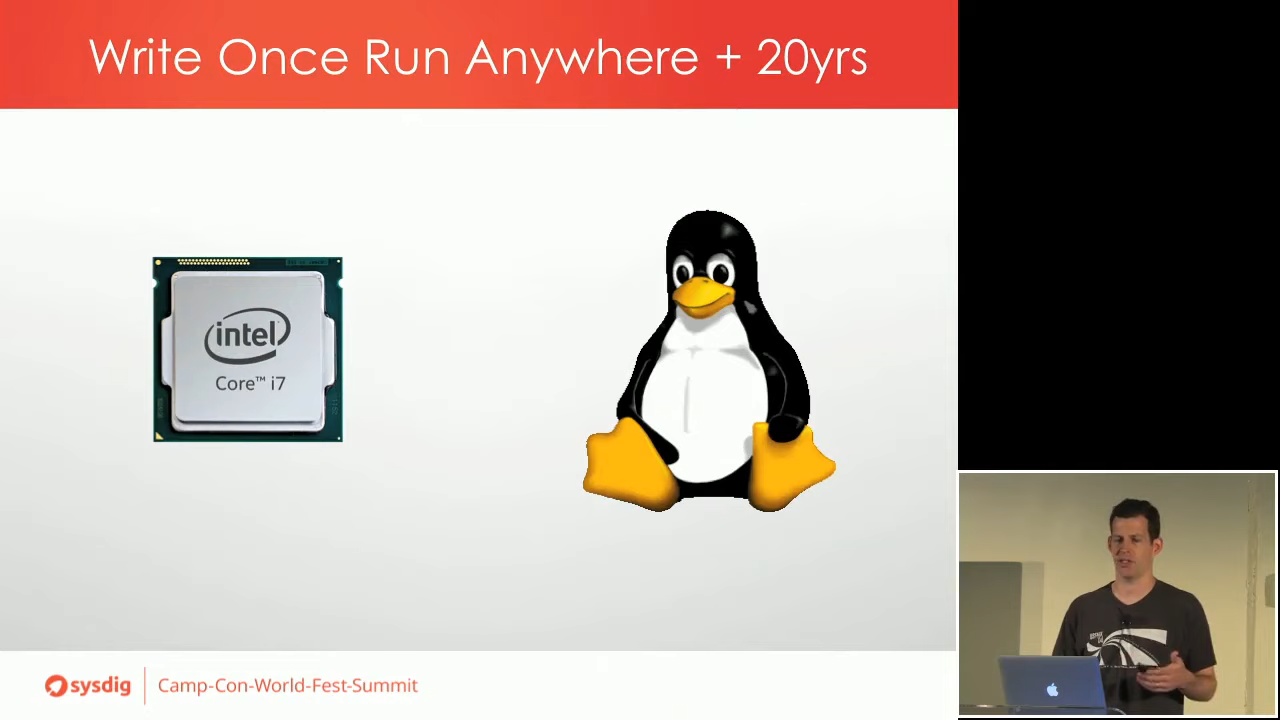 Write Once Run Anywhere + 20yrs
intel
Core™ i7
sysdig
Camp-Con-World-Fest-Summit